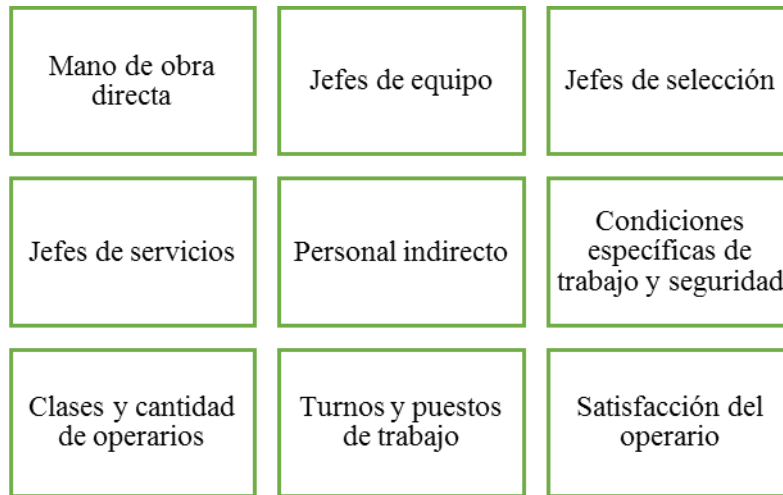 Mano de obra
directa
Jefes de equipo
Jefes de selección
Jefes de servicios
Personal indirecto
Condiciones
específicas de
trabajo y seguridad
Clases y cantidad
de operarios
Turnos y puestos
de trabajo
Satisfacción del
operario